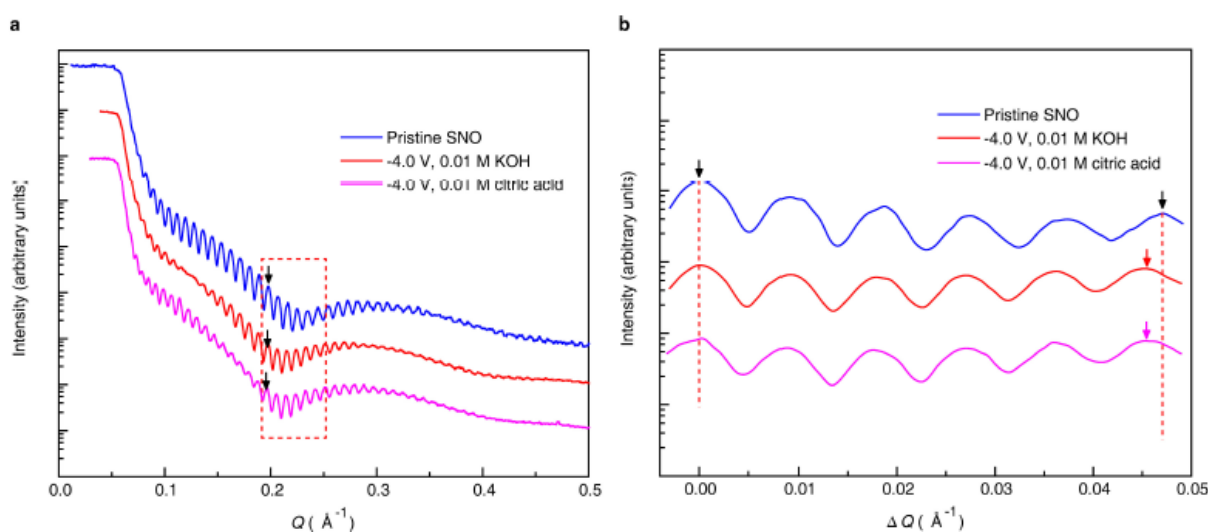 a
Intensity (arbitrary units)
Pristine SNO
-4.0 V, 0.01 M KOH
-4.0 V, 0.01 M citric acid
0.0 0.1 0.2 0.3 0.4 0.5
Q ( Å⁻¹)
b
Intensity (arbitrary units)
Pristine SNO
-4.0 V, 0.01 M KOH
-4.0 V, 0.01 M citric acid
0.00 0.01 0.02 0.03 0.04 0.05
Δ Q ( Å⁻¹)